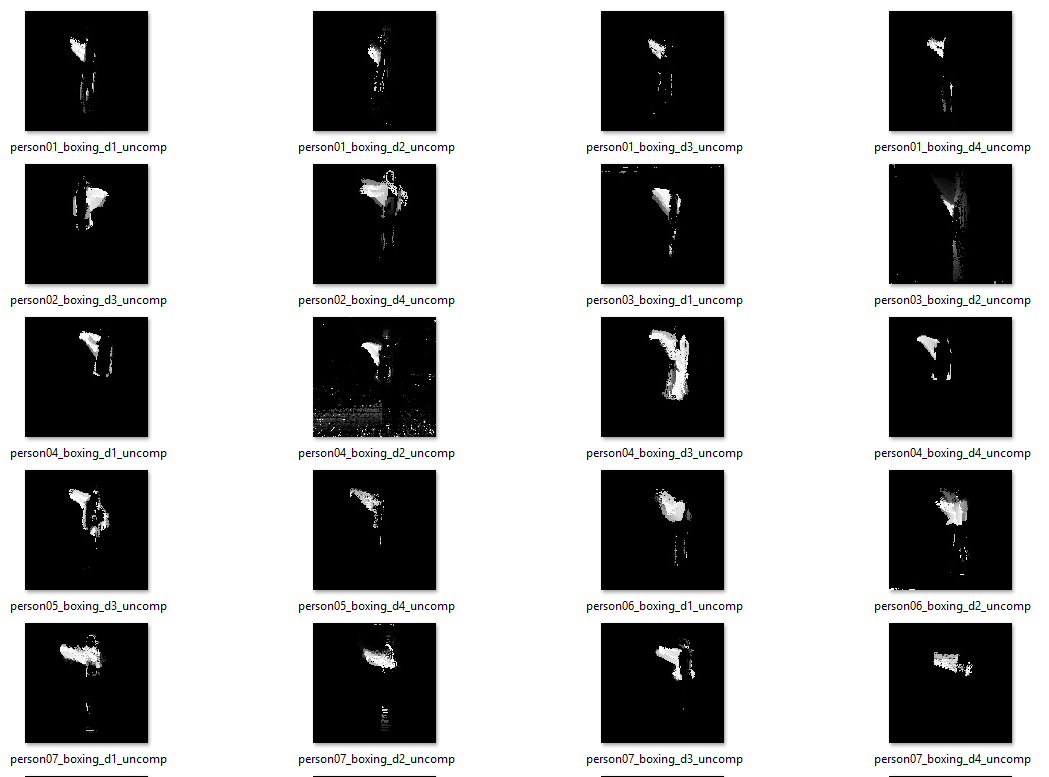 person01_boxing_d1_uncomp
person01_boxing_d2_uncomp
person01_boxing_d3_uncomp
person01_boxing_d4_uncomp
person02_boxing_d3_uncomp
person02_boxing_d4_uncomp
person03_boxing_d1_uncomp
person03_boxing_d2_uncomp
person04_boxing_d1_uncomp
person04_boxing_d2_uncomp
person04_boxing_d3_uncomp
person04_boxing_d4_uncomp
person05_boxing_d3_uncomp
person05_boxing_d4_uncomp
person06_boxing_d1_uncomp
person06_boxing_d2_uncomp
person07_boxing_d1_uncomp
person07_boxing_d2_uncomp
person07_boxing_d3_uncomp
person07_boxing_d4_uncomp